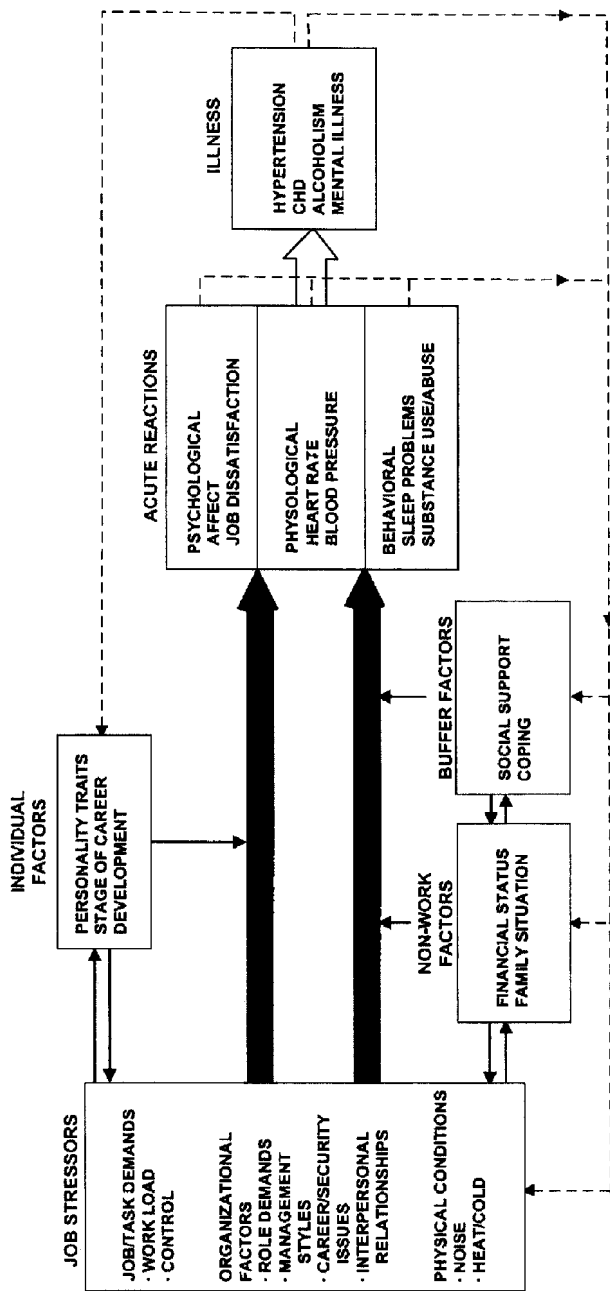 JOB STRESSORS
JOB/TASK DEMANDS
· WORK LOAD
· CONTROL
ORGANIZATIONAL
FACTORS
· ROLE DEMANDS
· MANAGEMENT
STYLES
· CAREER/SECURITY
ISSUES
· INTERPERSONAL
RELATIONSHIPS
PHYSICAL CONDITIONS
· NOISE
· HEAT/COLD
INDIVIDUAL
FACTORS
PERSONALITY TRAITS
STAGE OF CAREER
DEVELOPMENT
NON-WORK
FACTORS
FINANCIAL STATUS
FAMILY SITUATION
BUFFER FACTORS
SOCIAL SUPPORT
COPING
ACUTE REACTIONS
PSYCHOLOGICAL
AFFECT
JOB DISSATISFACTION
PHYSOLOGICAL
HEART RATE
BLOOD PRESSURE
BEHAVIORAL
SLEEP PROBLEMS
SUBSTANCE USE/ABUSE
ILLNESS
HYPERTENSION
CHD
ALCOHOLISM
MENTAL ILLNESS